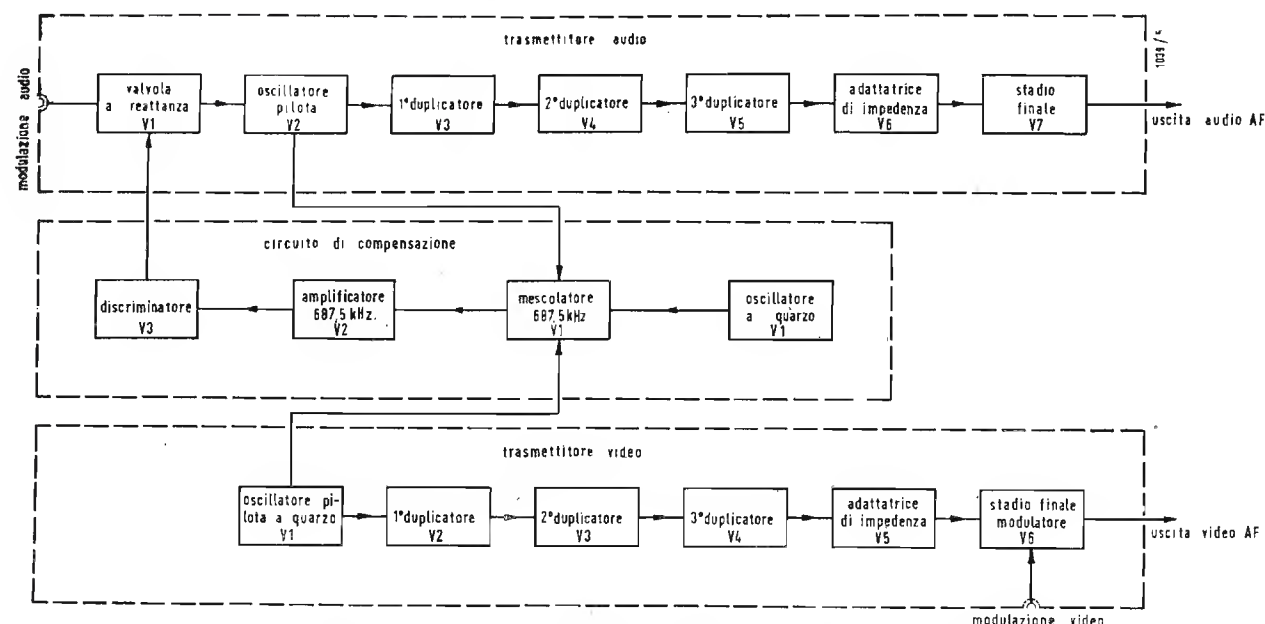 trasmettitore audio
1039/5
modulazione audio
valvola
a reattanza
V1
oscillatore
pilota
V2
1° duplicatore
V3
2° duplicatore
V4
3° duplicatore
V5
adattatrice
di impedenza
V6
stadio
finale
V7
uscita audio AF
circuito di compensazione
discriminatore
V3
amplificatore
687,5 kHz.
V2
mescolatore
687,5 kHz
V1
oscillatore
a quarzo
V1
trasmettitore video
oscillatore pi-
lota a quarzo
V1
1° duplicatore
V2
2° duplicatore
V3
3° duplicatore
V4
adattatrice
di impedenza
V5
stadio finale
modulatore
V6
uscita video AF
modulazione video